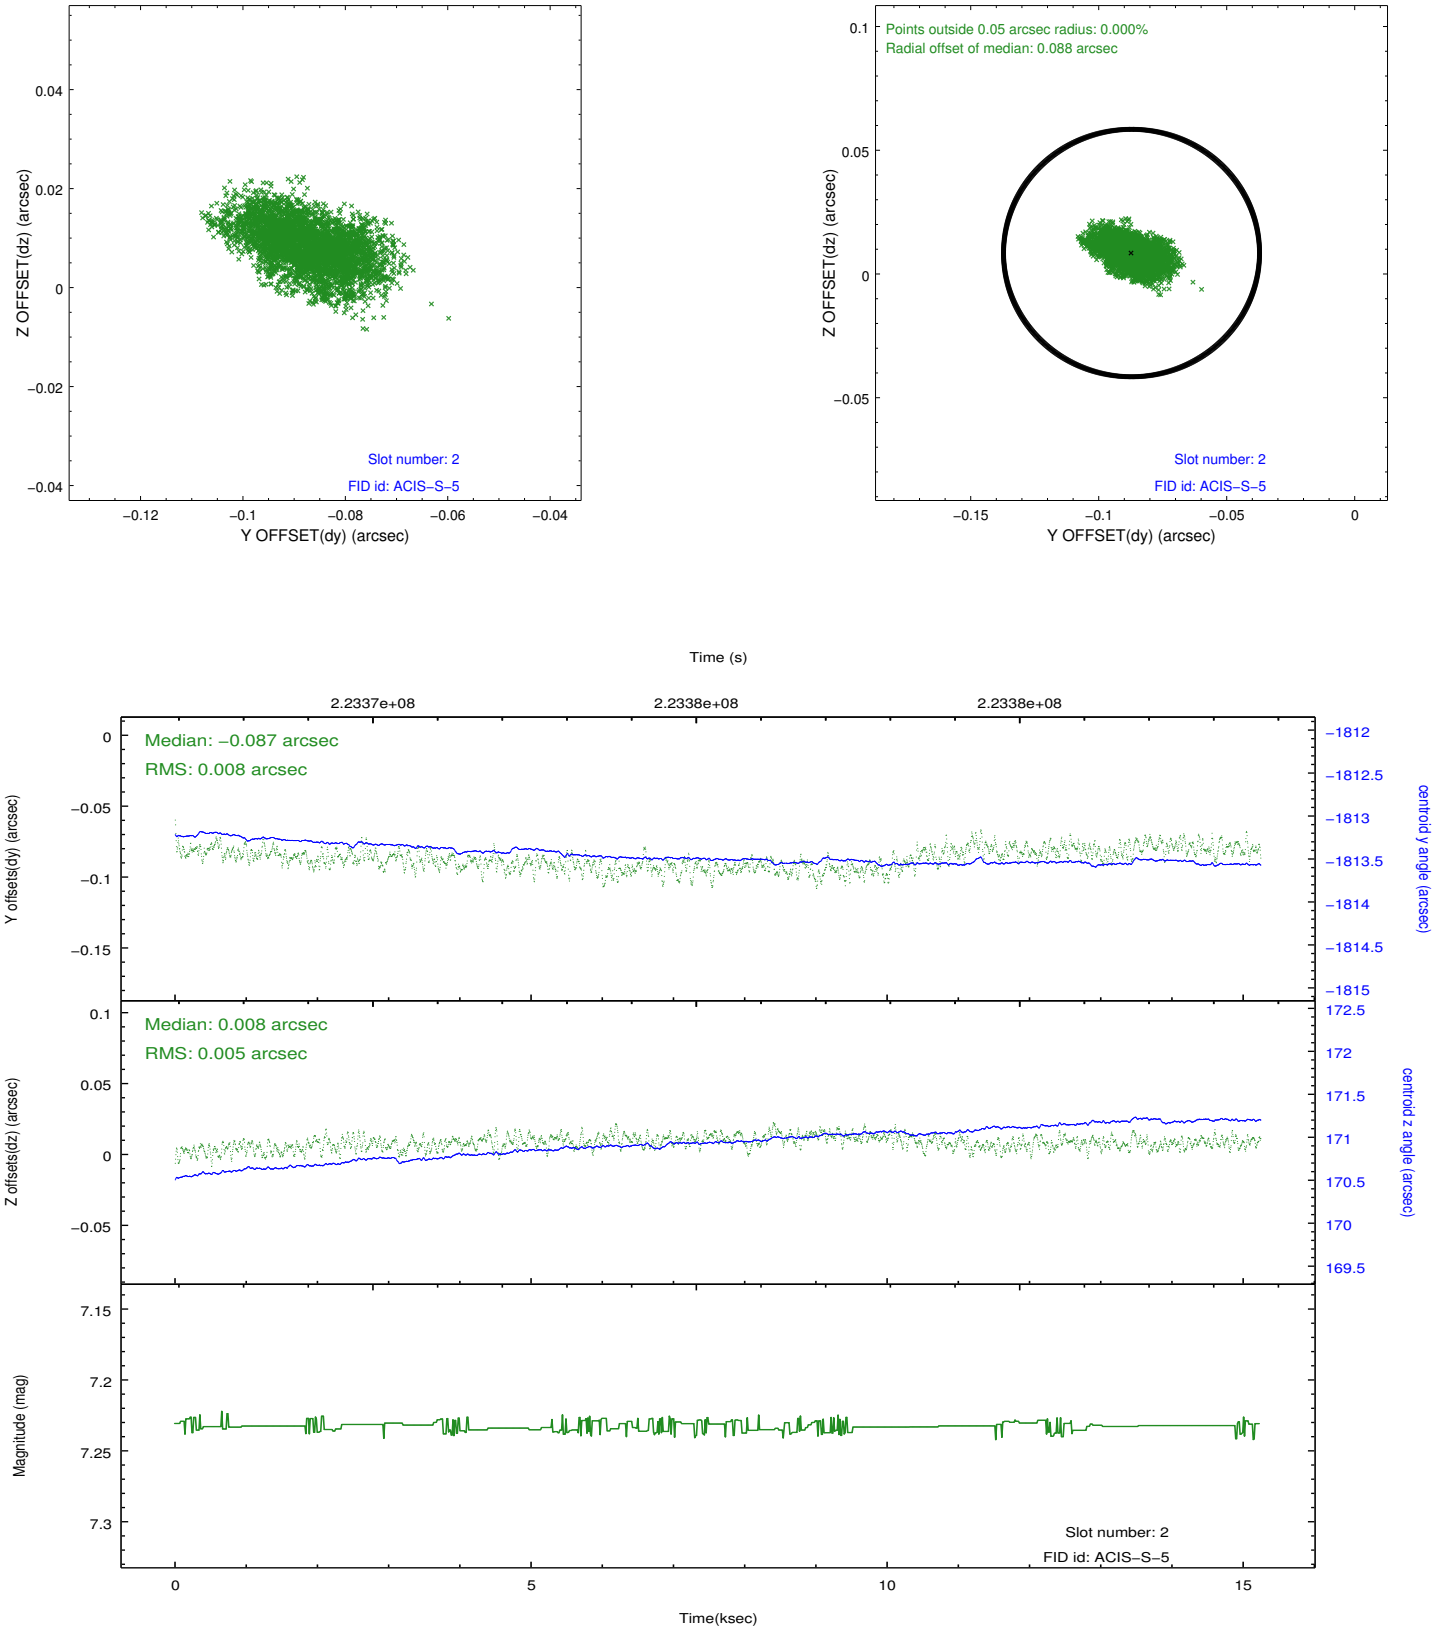 0.04
0.02
0
−0.02
−0.04
Z OFFSET(dz) (arcsec)
Slot number: 2
FID id: ACIS−S−5
−0.12
−0.1
−0.08
−0.06
−0.04
Y OFFSET(dy) (arcsec)
Points outside 0.05 arcsec radius: 0.000%
Radial offset of median: 0.088 arcsec
0.1
0.05
0
−0.05
Z OFFSET(dz) (arcsec)
Slot number: 2
FID id: ACIS−S−5
−0.15
−0.1
−0.05
0
Y OFFSET(dy) (arcsec)
Time (s)
2.2337e+08
2.2338e+08
2.2338e+08
Median: −0.087 arcsec
RMS: 0.008 arcsec
0
−0.05
−0.1
−0.15
Y offsets(dy) (arcsec)
−1812
−1812.5
−1813
−1813.5
−1814
−1814.5
−1815
centroid y angle (arcsec)
Median: 0.008 arcsec
RMS: 0.005 arcsec
0.1
0.05
0
−0.05
Z offsets(dz) (arcsec)
172.5
172
171.5
171
170.5
170
169.5
centroid z angle (arcsec)
7.15
7.2
7.25
7.3
Magnitude (mag)
Slot number: 2
FID id: ACIS−S−5
0
5
10
15
Time(ksec)